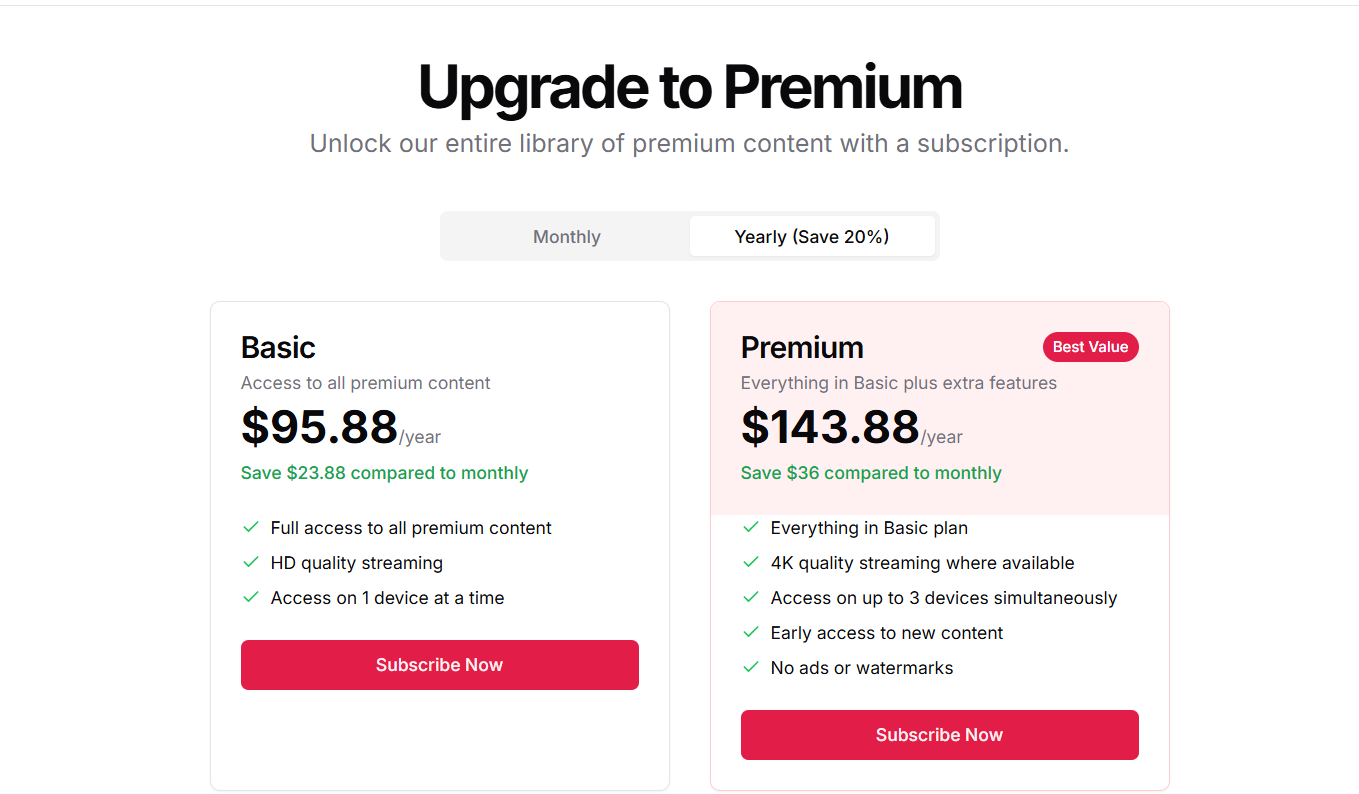 Upgrade to Premium
Unlock our entire library of premium content with a subscription.
Monthly
Yearly (Save 20%)
Basic
Access to all premium content
$95.88/year
Save $23.88 compared to monthly
Full access to all premium content
HD quality streaming
Access on 1 device at a time
Subscribe Now
Premium
Best Value
Everything in Basic plus extra features
$143.88/year
Save $36 compared to monthly
Everything in Basic plan
4K quality streaming where available
Access on up to 3 devices simultaneously
Early access to new content
No ads or watermarks
Subscribe Now